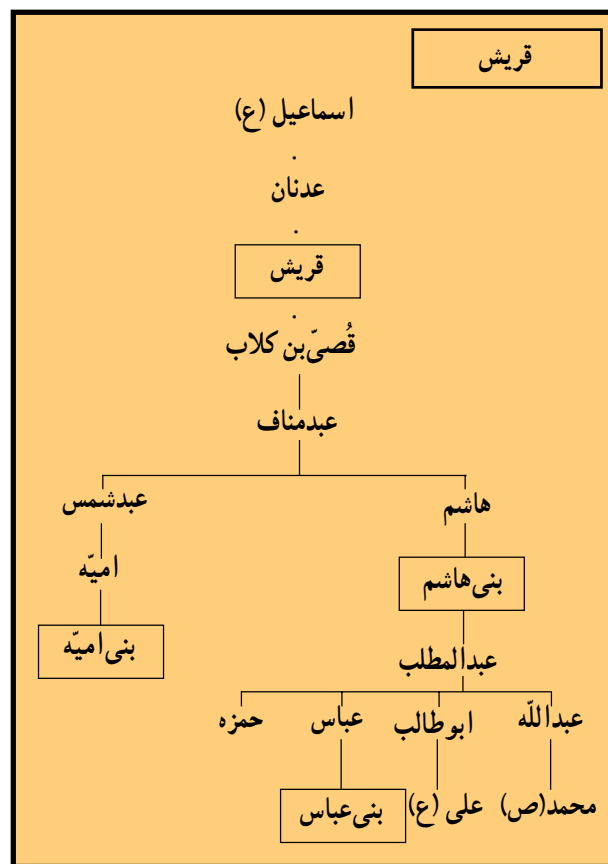 قریش
اسماعیل (ع)
.
عدنان
.
قریش
.
قُصیّ‌بن کلاب
عبدمناف
هاشم
عبدشمس
امیّه
بنی‌هاشم
بنی‌امیّه
عبدالمطلب
عبداللّه
ابوطالب
عباس
حمزه
محمد(ص)
علی (ع)
بنی‌عباس